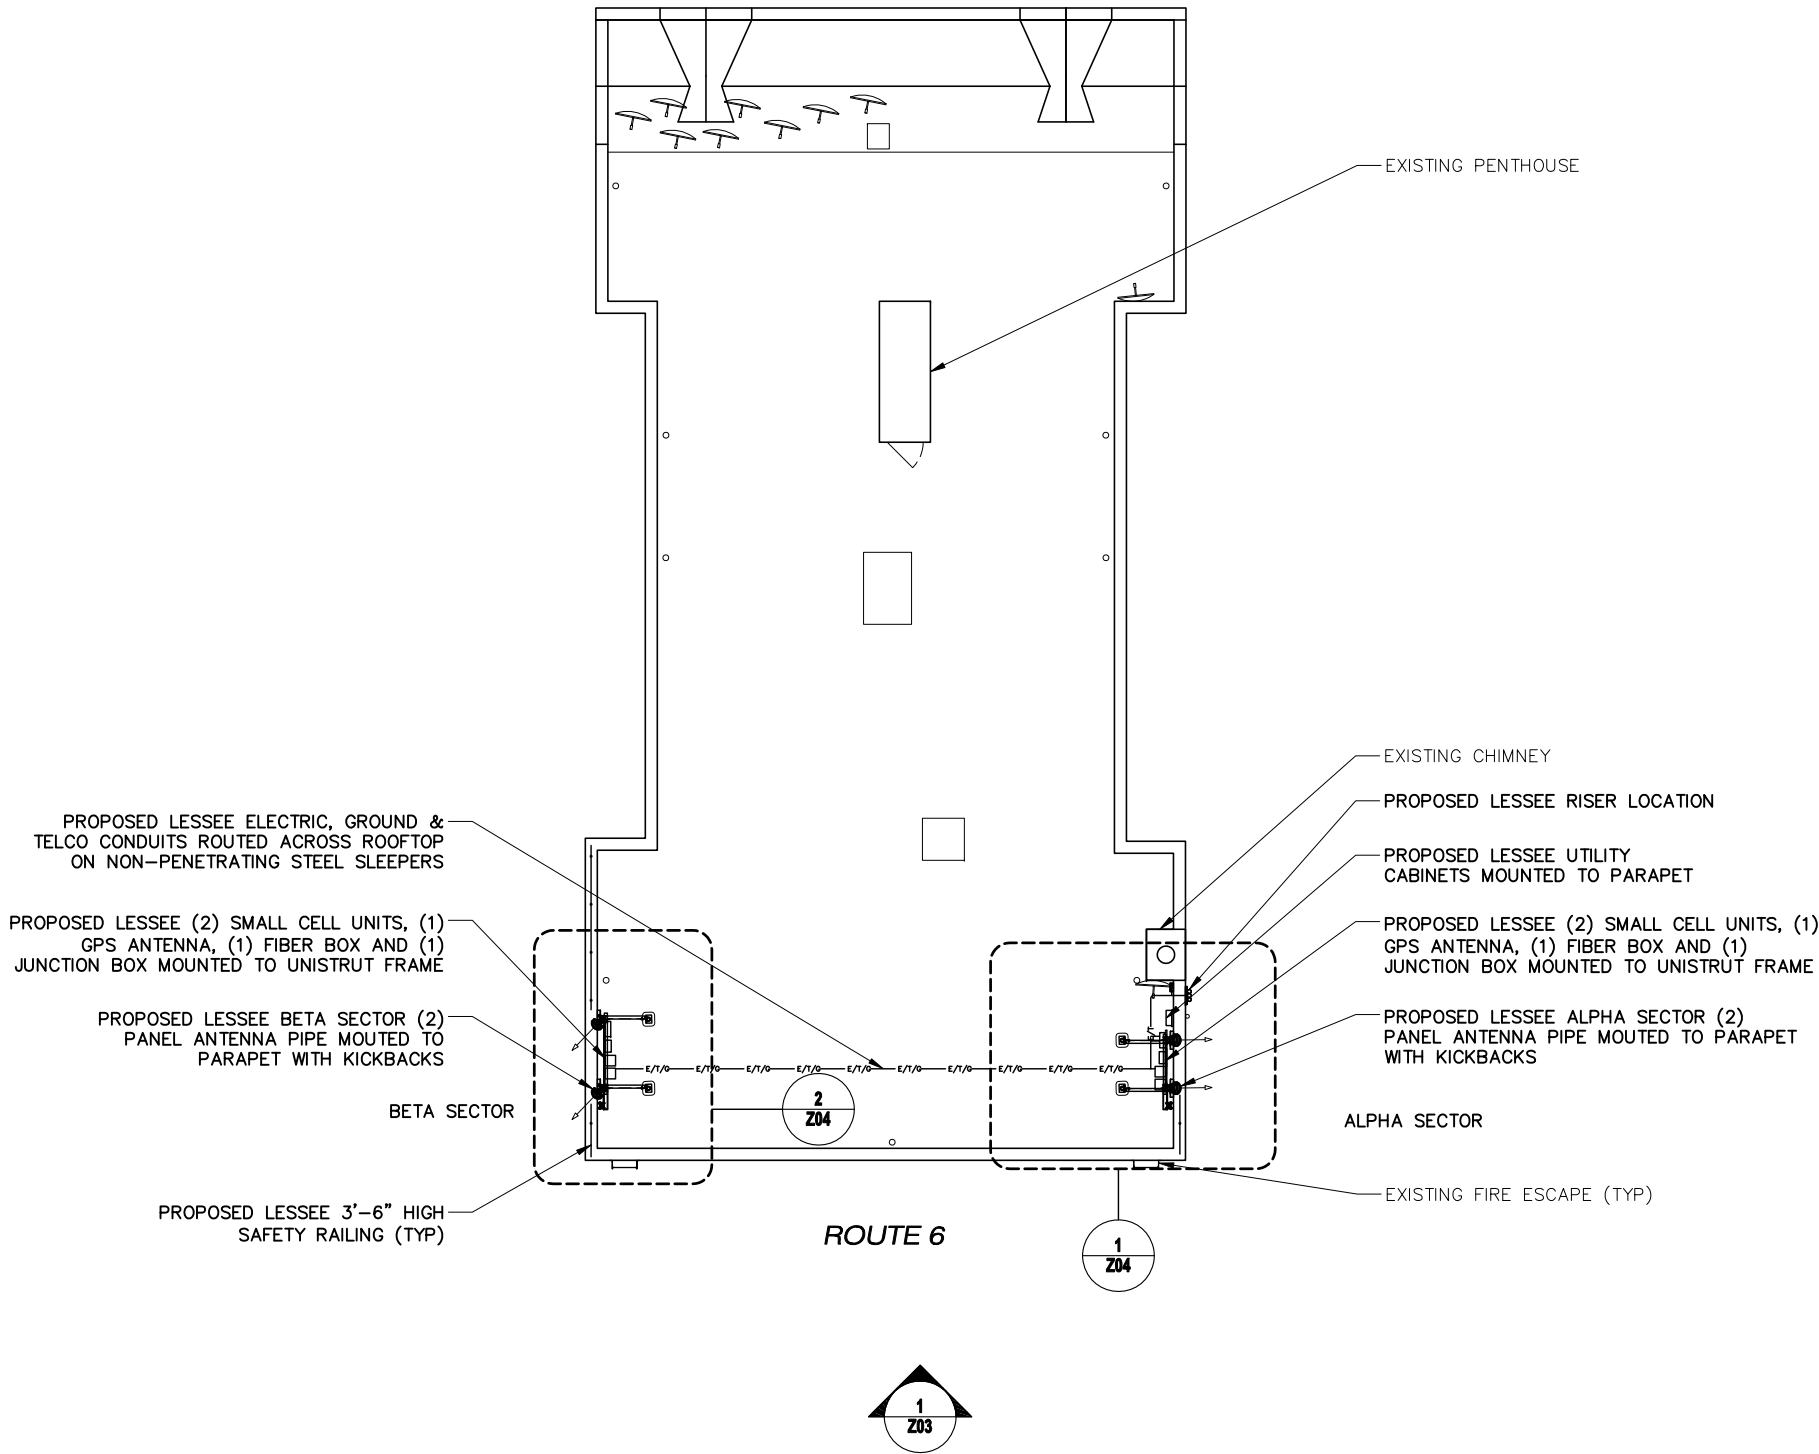 EXISTING PENTHOUSE
EXISTING CHIMNEY
PROPOSED LESSEE RISER LOCATION
PROPOSED LESSEE UTILITY
CABINETS MOUNTED TO PARAPET
PROPOSED LESSEE (2) SMALL CELL UNITS, (1)
GPS ANTENNA, (1) FIBER BOX AND (1)
JUNCTION BOX MOUNTED TO UNISTRUT FRAME
PROPOSED LESSEE ALPHA SECTOR (2)
PANEL ANTENNA PIPE MOUTED TO PARAPET
WITH KICKBACKS
ALPHA SECTOR
EXISTING FIRE ESCAPE (TYP)
PROPOSED LESSEE ELECTRIC, GROUND &
TELCO CONDUITS ROUTED ACROSS ROOFTOP
ON NON-PENETRATING STEEL SLEEPERS
PROPOSED LESSEE (2) SMALL CELL UNITS, (1)
GPS ANTENNA, (1) FIBER BOX AND (1)
JUNCTION BOX MOUNTED TO UNISTRUT FRAME
PROPOSED LESSEE BETA SECTOR (2)
PANEL ANTENNA PIPE MOUTED TO
PARAPET WITH KICKBACKS
BETA SECTOR
PROPOSED LESSEE 3'-6" HIGH
SAFETY RAILING (TYP)
E/T/G E/T/G E/T/G E/T/G E/T/G E/T/G E/T/G E/T/G E/T/G E/T/G
2
Z04
ROUTE 6
1
Z04
1
Z03